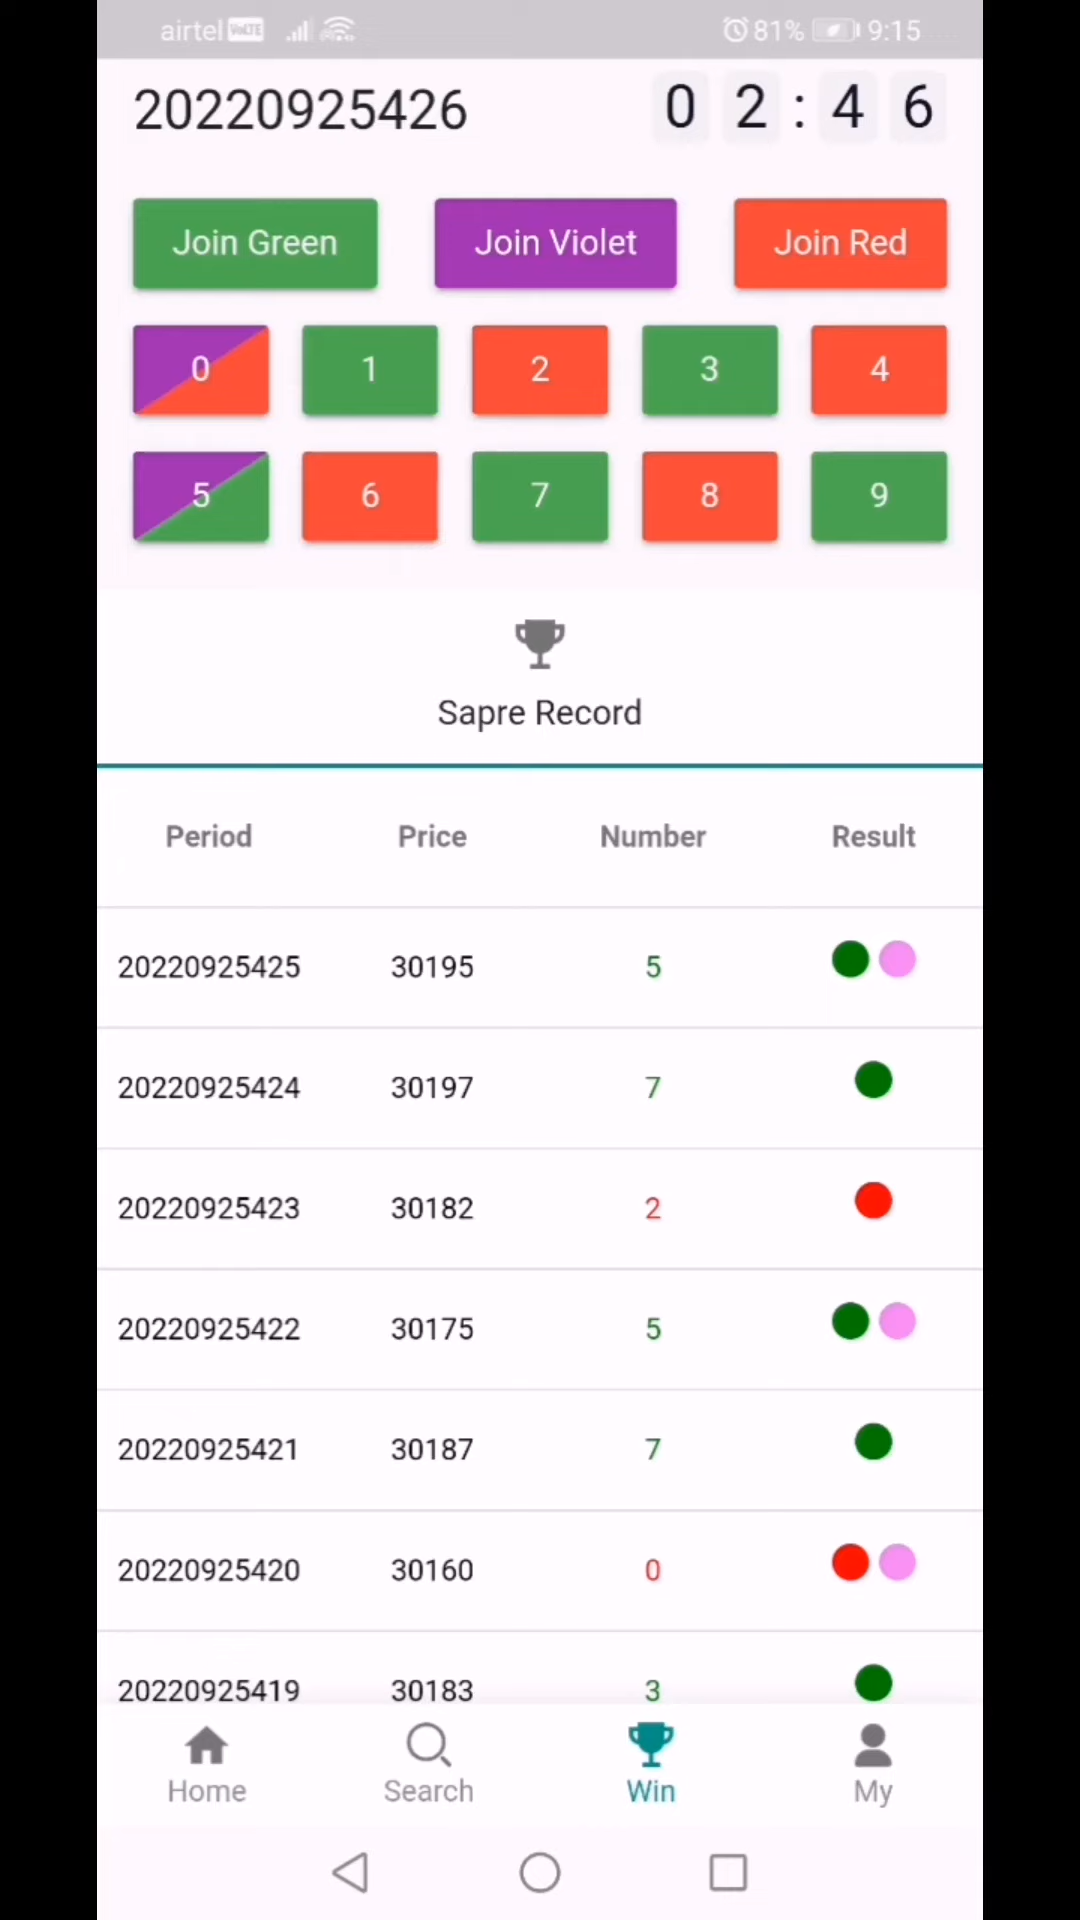 airtel VoLTE 81% 9:15
20220925426 0 2 : 4 6
Join Green Join Violet Join Red
0 1 2 3 4
5 6 7 8 9
Sapre Record
Period Price Number Result
20220925425 30195 5
20220925424 30197 7
20220925423 30182 2
20220925422 30175 5
20220925421 30187 7
20220925420 30160 0
20220925419 30183 3
Home Search Win My